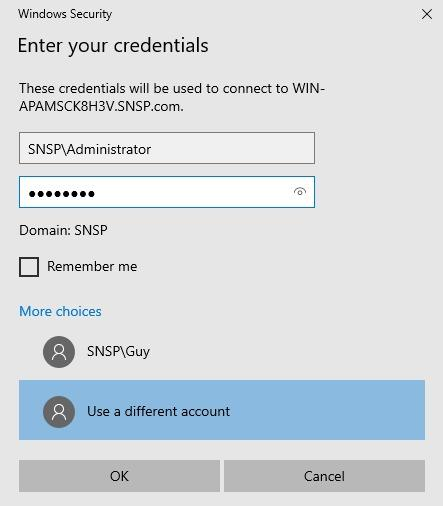 Windows Security
Enter your credentials
These credentials will be used to connect to WIN-
APAMSCK8H3V.SNSP.com.
SNSP\Administrator
●●●●●●●●
Domain: SNSP
Remember me
More choices
SNSP\Guy
Use a different account
OK Cancel